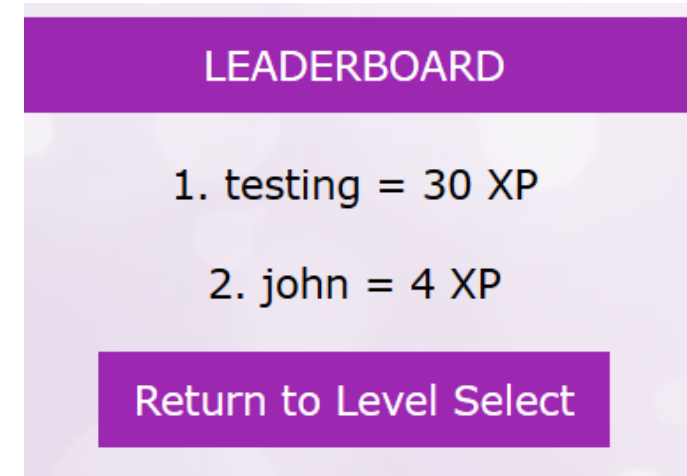 LEADERBOARD
1. testing = 30 XP
2. john = 4 XP
Return to Level Select